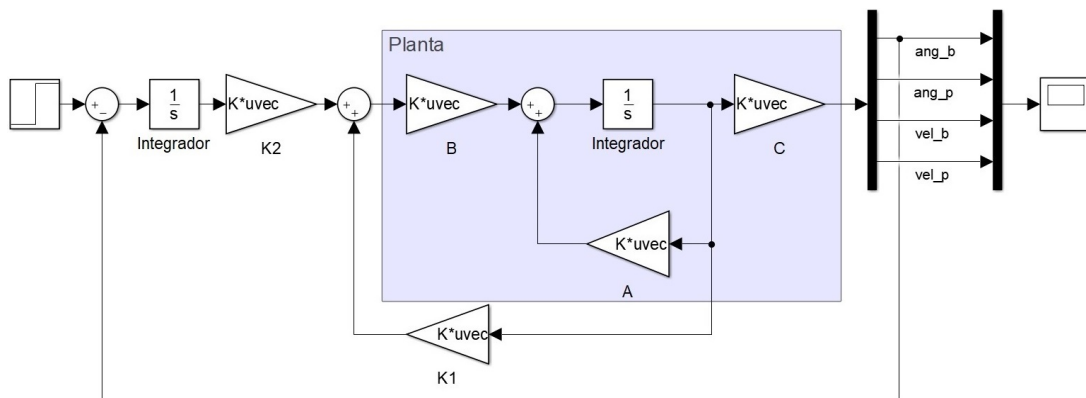 Planta
ang_b
ang_p
vel_b
vel_p
+
−
1
s
Integrador
K*uvec
K2
+
+
K*uvec
B
+
+
1
s
Integrador
K*uvec
C
K*uvec
A
K*uvec
K1